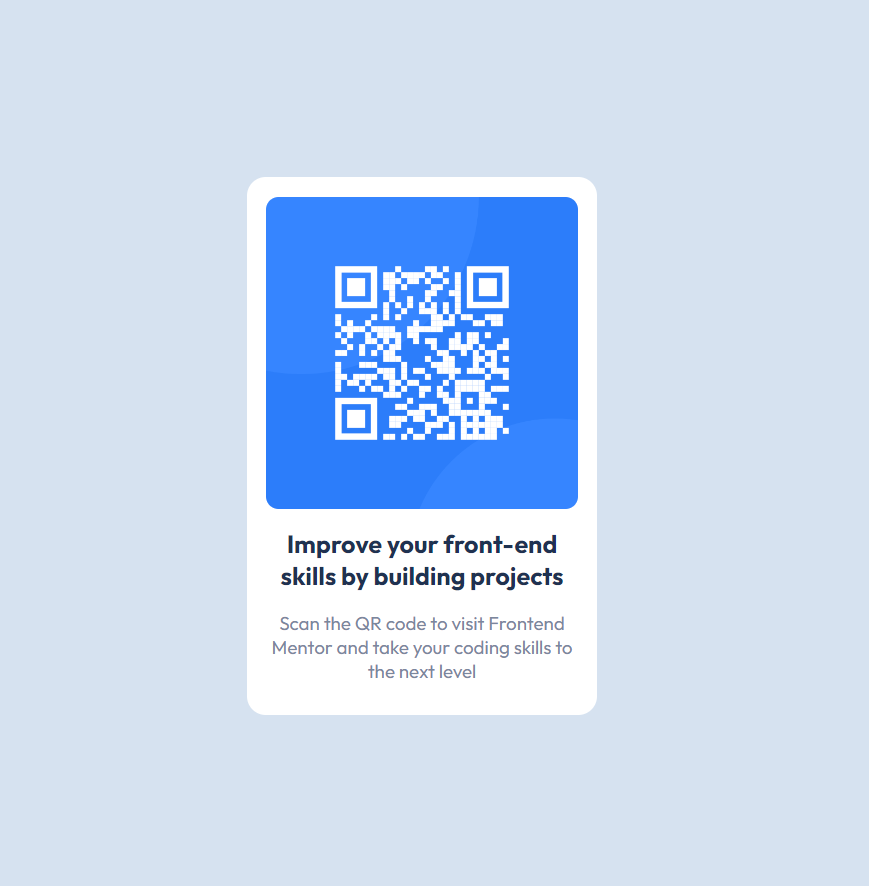 Improve your front-end
skills by building projects
Scan the QR code to visit Frontend
Mentor and take your coding skills to
the next level